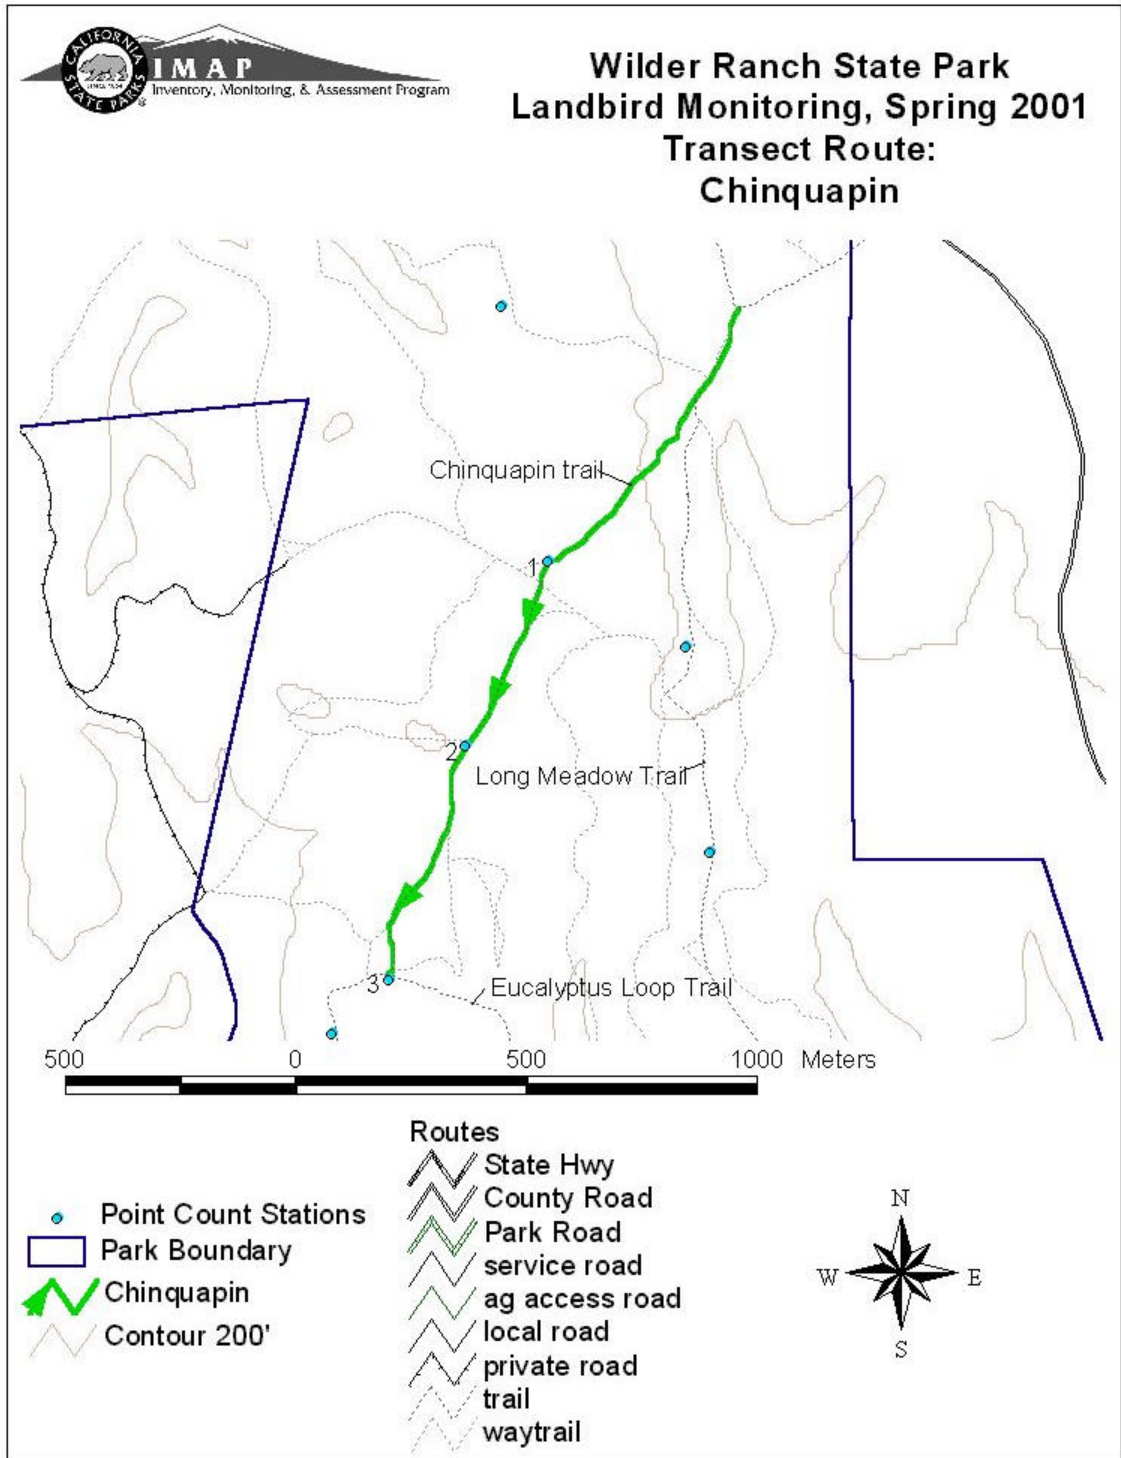 CALIFORNIA
STATE PARKS
IMAP
Inventory, Monitoring, & Assessment Program
Wilder Ranch State Park
Landbird Monitoring, Spring 2001
Transect Route:
Chinquapin
Chinquapin trail
1
2
Long Meadow Trail
3
Eucalyptus Loop Trail
500 0 500 1000 Meters
Point Count Stations
Park Boundary
Chinquapin
Contour 200'
Routes
State Hwy
County Road
Park Road
service road
ag access road
local road
private road
trail
waytrail
N
W E
S